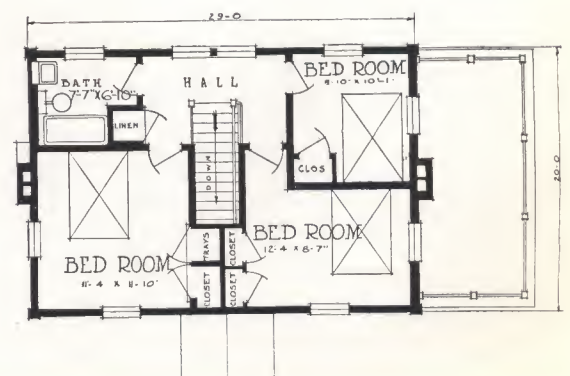 29-0
BATH
7-7" X 6-10"
HALL
BED ROOM
LINEN
DOWN
CLOS
20-0
BED ROOM
11-4 X 11-10"
TRAYS
CLOSET
BED ROOM
12-4 X 8-7"
CLOSET
CLOSET